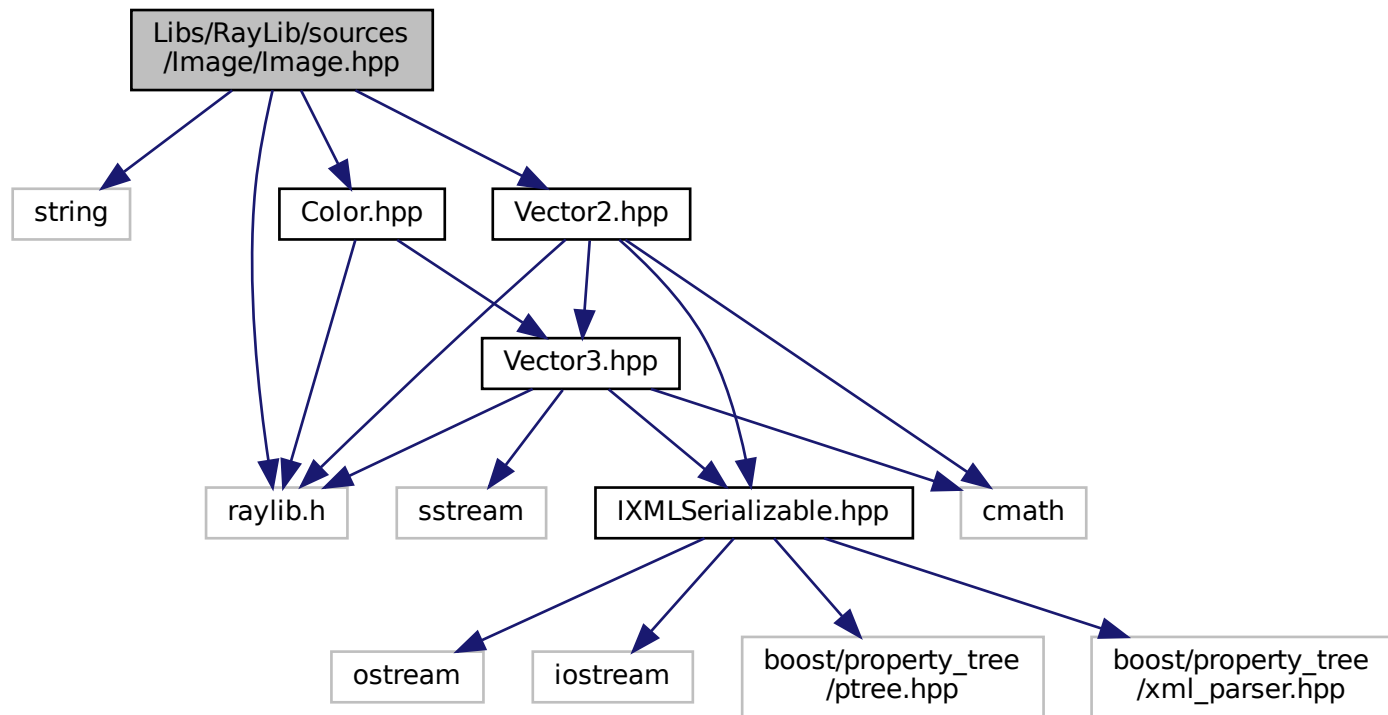 Libs/RayLib/sources
/Image/Image.hpp
string
Color.hpp
Vector2.hpp
Vector3.hpp
raylib.h
sstream
IXMLSerializable.hpp
cmath
ostream
iostream
boost/property_tree
/ptree.hpp
boost/property_tree
/xml_parser.hpp